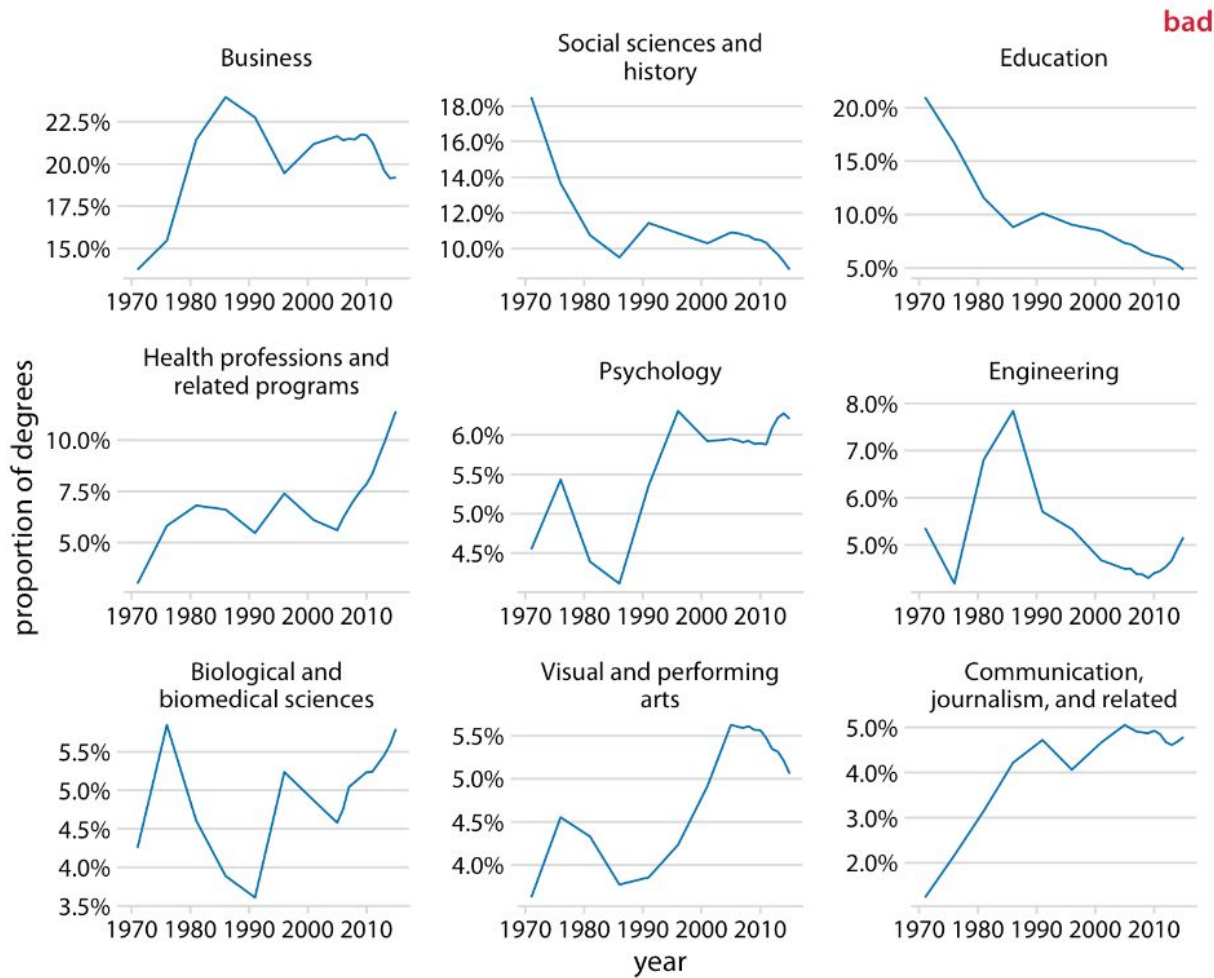 bad
Business
Social sciences and
history
Education
22.5%
20.0%
17.5%
15.0%
18.0%
16.0%
14.0%
12.0%
10.0%
20.0%
15.0%
10.0%
5.0%
1970 1980 1990 2000 2010
1970 1980 1990 2000 2010
1970 1980 1990 2000 2010
proportion of degrees
Health professions and
related programs
Psychology
Engineering
10.0%
7.5%
5.0%
6.0%
5.5%
5.0%
4.5%
8.0%
7.0%
6.0%
5.0%
1970 1980 1990 2000 2010
1970 1980 1990 2000 2010
1970 1980 1990 2000 2010
Biological and
biomedical sciences
Visual and performing
arts
Communication,
journalism, and related
5.5%
5.0%
4.5%
4.0%
3.5%
5.5%
5.0%
4.5%
4.0%
5.0%
4.0%
3.0%
2.0%
1970 1980 1990 2000 2010
1970 1980 1990 2000 2010
1970 1980 1990 2000 2010
year